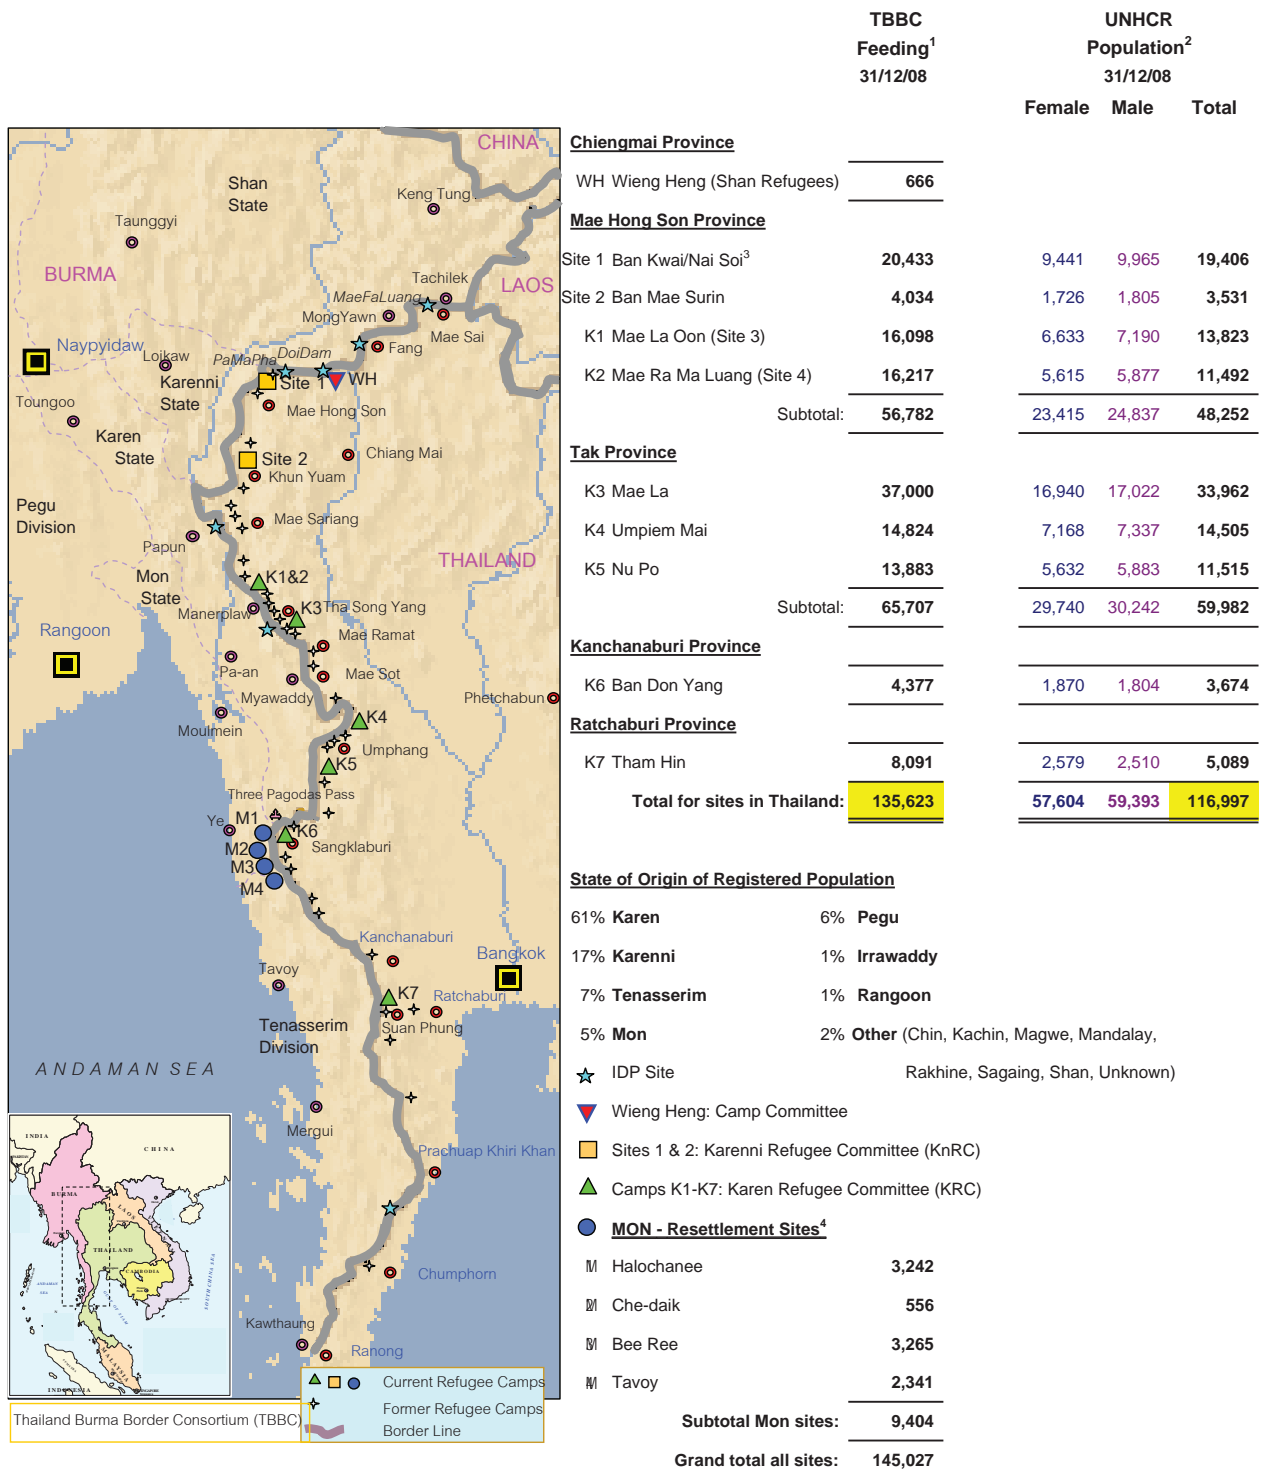 TBBC UNHCR
Feeding1 Population2
31/12/08 31/12/08
Female Male Total
Chiengmai Province
WH Wieng Heng (Shan Refugees) 666
Mae Hong Son Province
Site 1 Ban Kwai/Nai Soi3 20,433 9,441 9,965 19,406
Site 2 Ban Mae Surin 4,034 1,726 1,805 3,531
K1 Mae La Oon (Site 3) 16,098 6,633 7,190 13,823
K2 Mae Ra Ma Luang (Site 4) 16,217 5,615 5,877 11,492
Subtotal: 56,782 23,415 24,837 48,252
Tak Province
K3 Mae La 37,000 16,940 17,022 33,962
K4 Umpiem Mai 14,824 7,168 7,337 14,505
K5 Nu Po 13,883 5,632 5,883 11,515
Subtotal: 65,707 29,740 30,242 59,982
Kanchanaburi Province
K6 Ban Don Yang 4,377 1,870 1,804 3,674
Ratchaburi Province
K7 Tham Hin 8,091 2,579 2,510 5,089
Total for sites in Thailand: 135,623 57,604 59,393 116,997
State of Origin of Registered Population
61% Karen 6% Pegu
17% Karenni 1% Irrawaddy
7% Tenasserim 1% Rangoon
5% Mon 2% Other (Chin, Kachin, Magwe, Mandalay,
IDP Site Rakhine, Sagaing, Shan, Unknown)
Wieng Heng: Camp Committee
Sites 1 & 2: Karenni Refugee Committee (KnRC)
Camps K1-K7: Karen Refugee Committee (KRC)
MON - Resettlement Sites4
Halochanee 3,242
Che-daik 556
Bee Ree 3,265
Tavoy 2,341
Subtotal Mon sites: 9,404
Grand total all sites: 145,027
CHINA
Shan
State
Keng Tung
Taunggyi
BURMA
Tachilek
LAOS
MaeFaLuang
MongYawn
Mae Sai
Naypyidaw
Loikaw
PaMaPha
DoiDam
Fang
Karenni
State
Site 1
WH
Toungoo
Mae Hong Son
Karen
State
Chiang Mai
Site 2
Khun Yuam
Pegu
Division
Mae Sariang
Papun
THAILAND
Mon
State
K1&2
Manerplaw
K3
Tha Song Yang
Rangoon
Mae Ramat
Pa-an
Mae Sot
Myawaddy
Phetchabun
Moulmein
K4
Umphang
K5
Three Pagodas Pass
Ye
M1
K6
M2
Sangklaburi
M3
M4
Kanchanaburi
Bangkok
Tavoy
K7
Ratchaburi
Tenasserim
Division
Suan Phung
ANDAMAN SEA
Mergui
Prachuap Khiri Khan
Chumphorn
Kawthaung
Ranong
INDIA
CHINA
BURMA
LAOS
THAILAND
CAMBODIA
SOUTH CHINA SEA
MALAYSIA
INDONESIA
Current Refugee Camps
Former Refugee Camps
Border Line
Thailand Burma Border Consortium (TBBC)